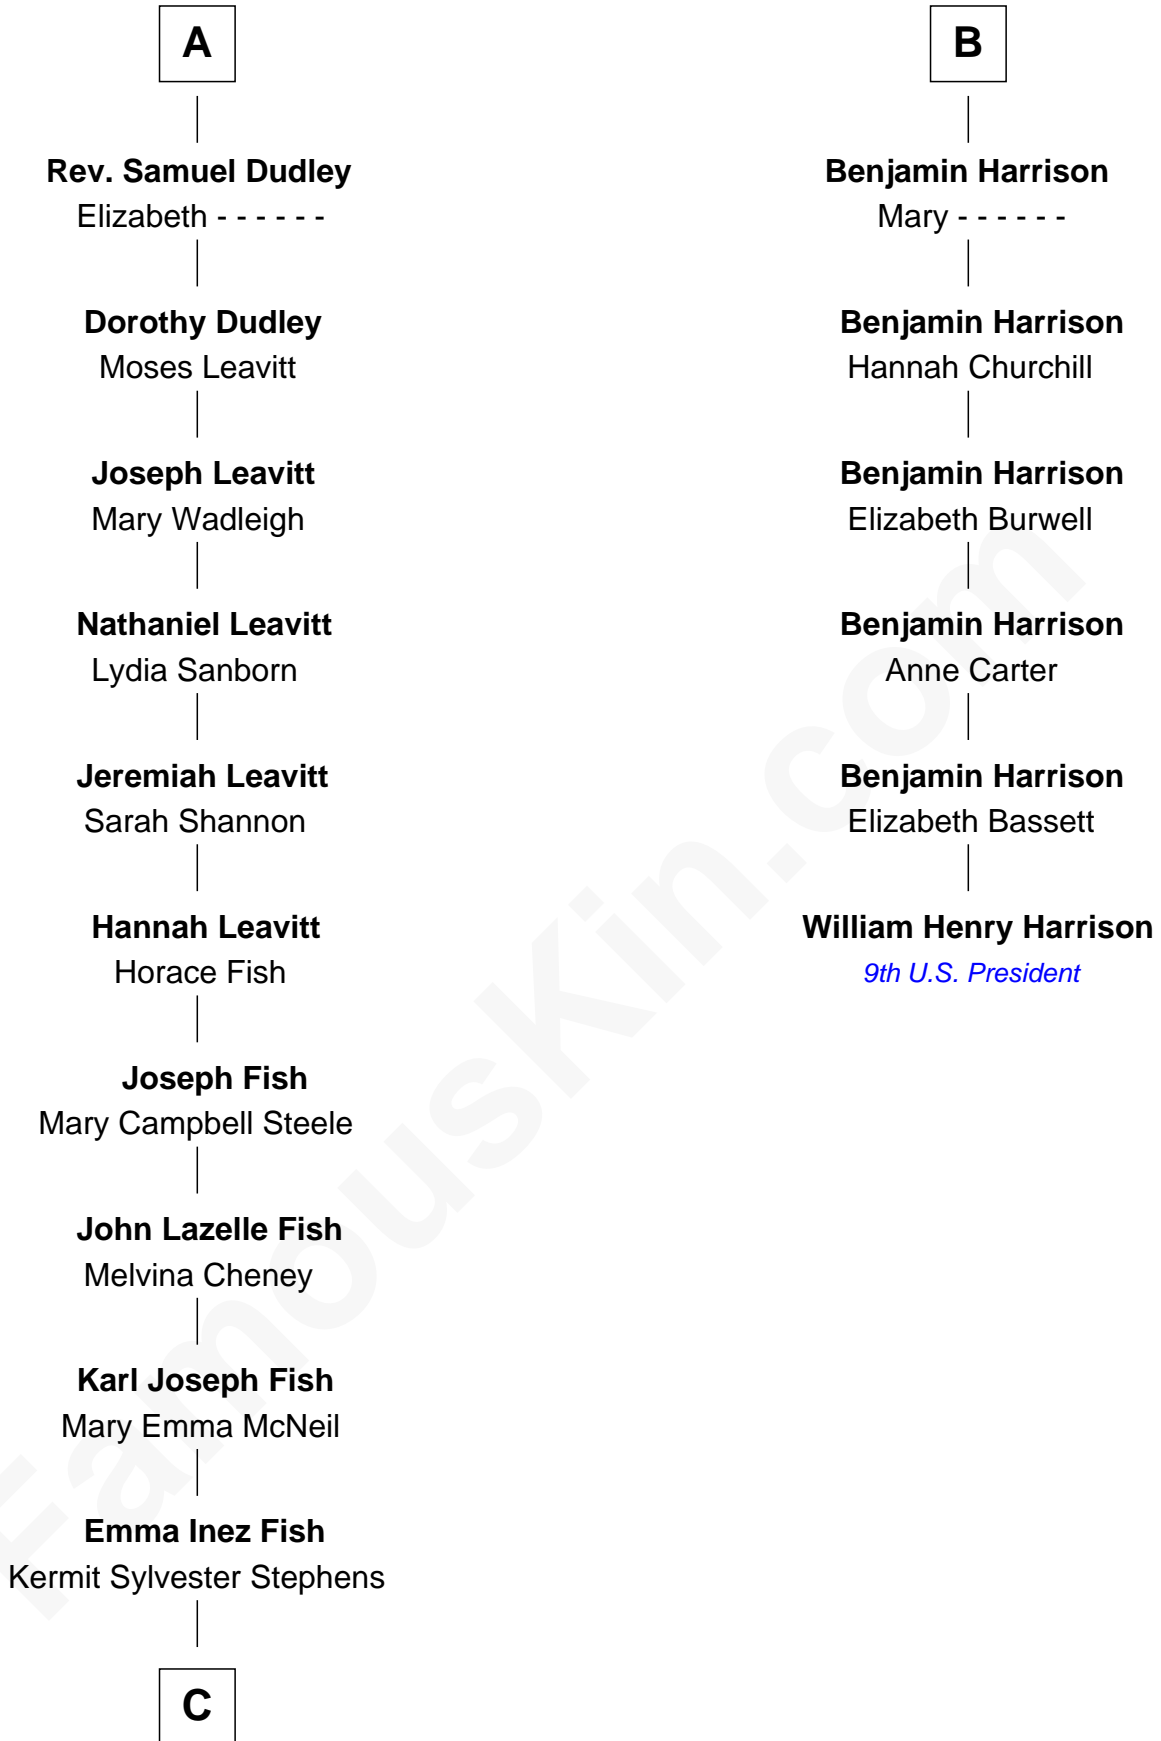 A
Rev. Samuel Dudley
Elizabeth - - - - - -
Dorothy Dudley
Moses Leavitt
Joseph Leavitt
Mary Wadleigh
Nathaniel Leavitt
Lydia Sanborn
Jeremiah Leavitt
Sarah Shannon
Hannah Leavitt
Horace Fish
Joseph Fish
Mary Campbell Steele
John Lazelle Fish
Melvina Cheney
Karl Joseph Fish
Mary Emma McNeil
Emma Inez Fish
Kermit Sylvester Stephens
C
B
Benjamin Harrison
Mary - - - - - -
Benjamin Harrison
Hannah Churchill
Benjamin Harrison
Elizabeth Burwell
Benjamin Harrison
Anne Carter
Benjamin Harrison
Elizabeth Bassett
William Henry Harrison
9th U.S. President
FamousKin.com